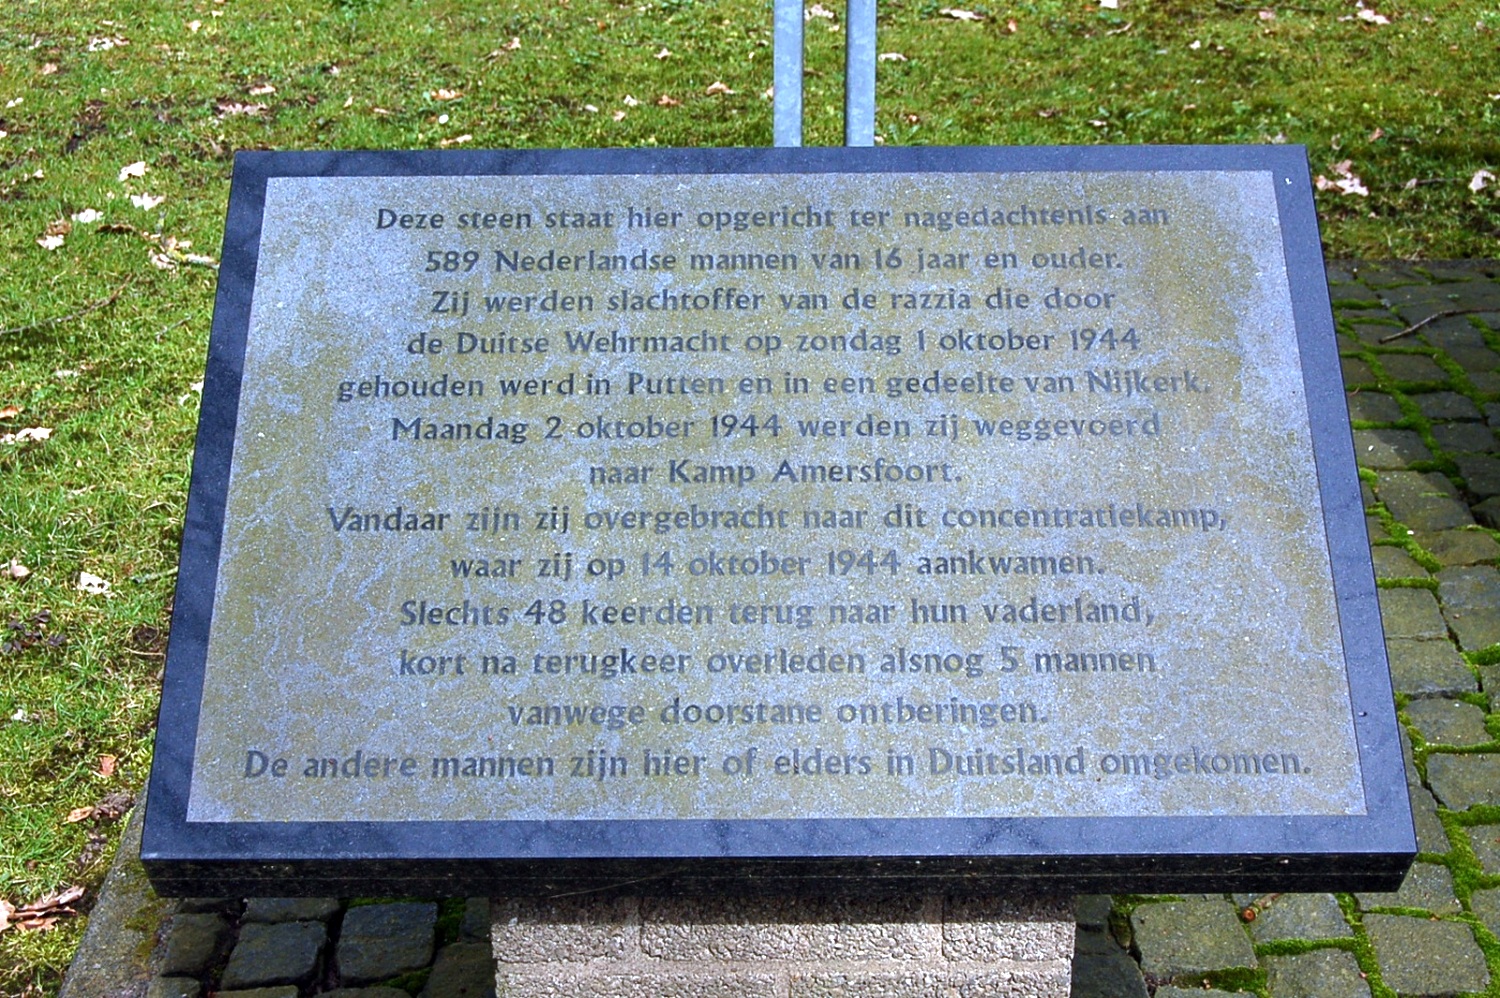 Deze steen staat hier opgericht ter nagedachtenis aan
589 Nederlandse mannen van 16 jaar en ouder.
Zij werden slachtoffer van de razzia die door
de Duitse Wehrmacht op zondag 1 oktober 1944
gehouden werd in Putten en in een gedeelte van Nijkerk.
Maandag 2 oktober 1944 werden zij weggevoerd
naar Kamp Amersfoort.
Vandaar zijn zij overgebracht naar dit concentratiekamp,
waar zij op 14 oktober 1944 aankwamen.
Slechts 48 keerden terug naar hun vaderland,
kort na terugkeer overleden alsnog 5 mannen
vanwege doorstane ontberingen.
De andere mannen zijn hier of elders in Duitsland omgekomen.